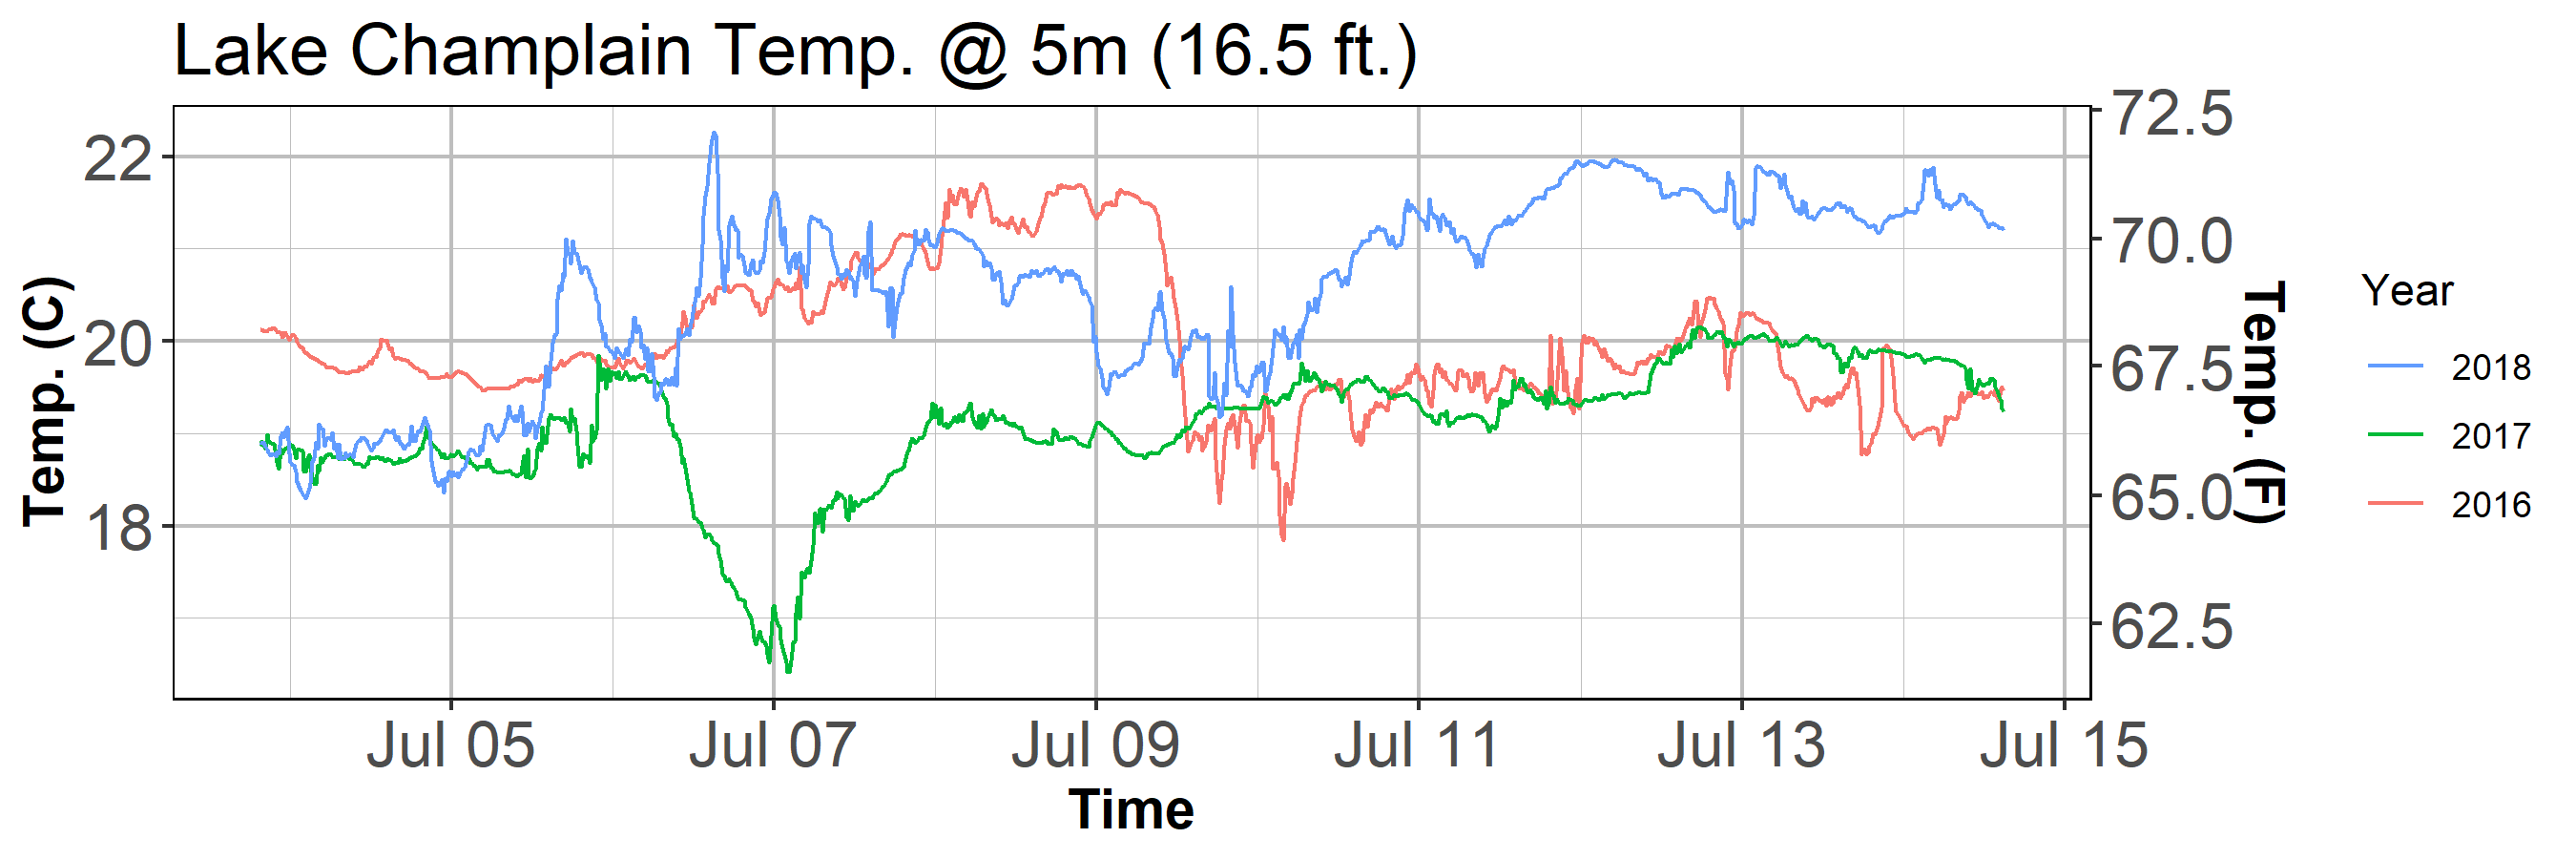 Lake Champlain Temp. @ 5m (16.5 ft.)
Temp. (C)
22
20
18
72.5
70.0
67.5
65.0
62.5
Temp. (F)
Jul 05
Jul 07
Jul 09
Jul 11
Jul 13
Jul 15
Time
Year
2018
2017
2016